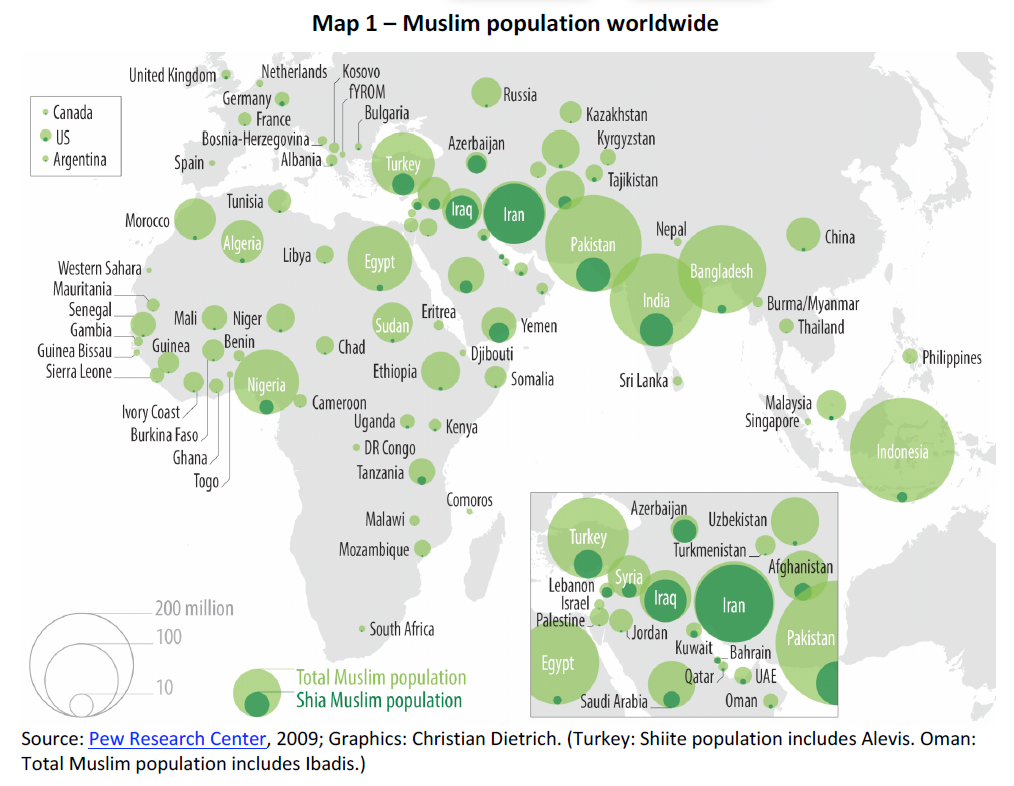 Map 1 – Muslim population worldwide
United Kingdom
Netherlands
Kosovo
fYROM
Germany
Bulgaria
France
Bosnia-Herzegovina
Albania
Spain
Canada
US
Argentina
Russia
Kazakhstan
Kyrgyzstan
Azerbaijan
Tajikistan
Turkey
Tunisia
Morocco
Algeria
Iraq
Iran
Libya
Egypt
Pakistan
Nepal
China
Bangladesh
India
Western Sahara
Mauritania
Senegal
Gambia
Guinea Bissau
Sierra Leone
Mali
Niger
Guinea
Benin
Sudan
Eritrea
Yemen
Chad
Djibouti
Ethiopia
Somalia
Burma/Myanmar
Thailand
Philippines
Sri Lanka
Nigeria
Ivory Coast
Burkina Faso
Ghana
Togo
Cameroon
Uganda
Kenya
DR Congo
Tanzania
Malaysia
Singapore
Indonesia
Comoros
Malawi
Mozambique
South Africa
Azerbaijan
Uzbekistan
Turkey
Turkmenistan
Afghanistan
Lebanon
Syria
Israel
Iraq
Iran
Palestine
Jordan
Pakistan
Kuwait
Bahrain
Egypt
Qatar
UAE
Saudi Arabia
Oman
200 million
100
10
Total Muslim population
Shia Muslim population
Source: Pew Research Center, 2009; Graphics: Christian Dietrich. (Turkey: Shiite population includes Alevis. Oman:
Total Muslim population includes Ibadis.)